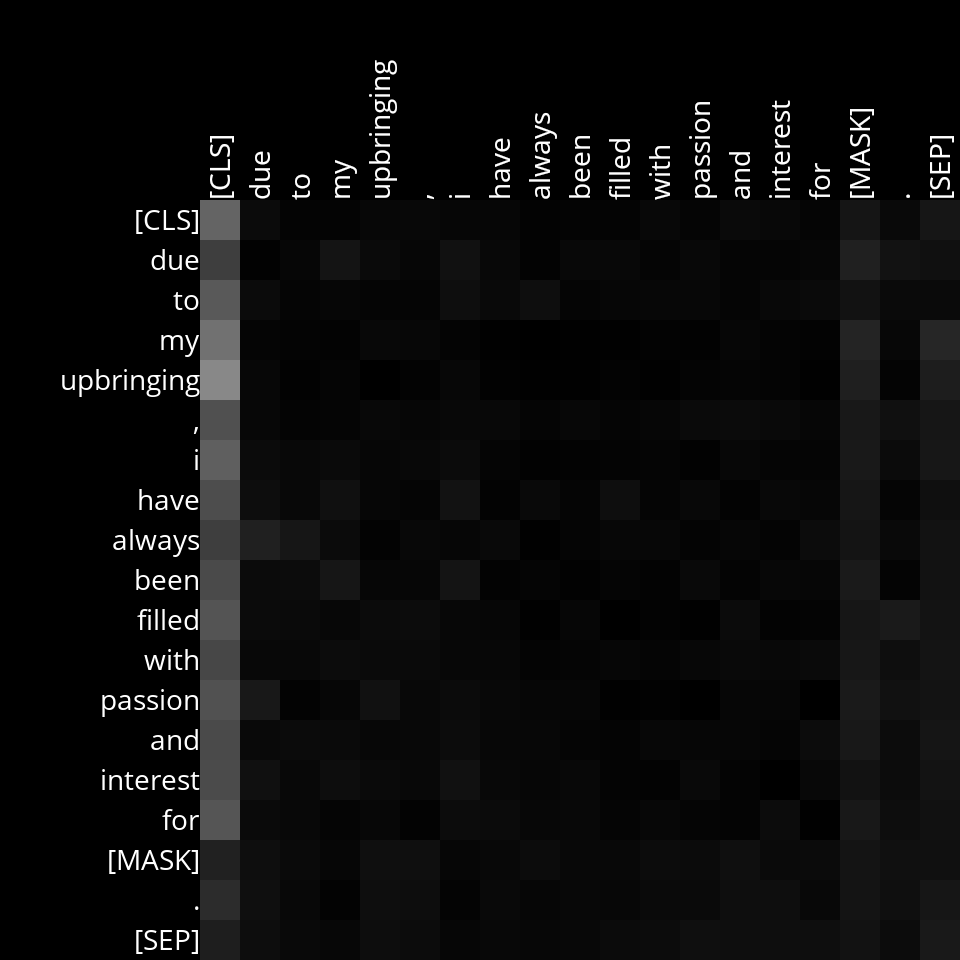 [CLS] due to my upbringing , i have always been filled with passion and interest for [MASK] . [SEP]
[CLS]
due
to
my
upbringing
,
i
have
always
been
filled
with
passion
and
interest
for
[MASK]
.
[SEP]